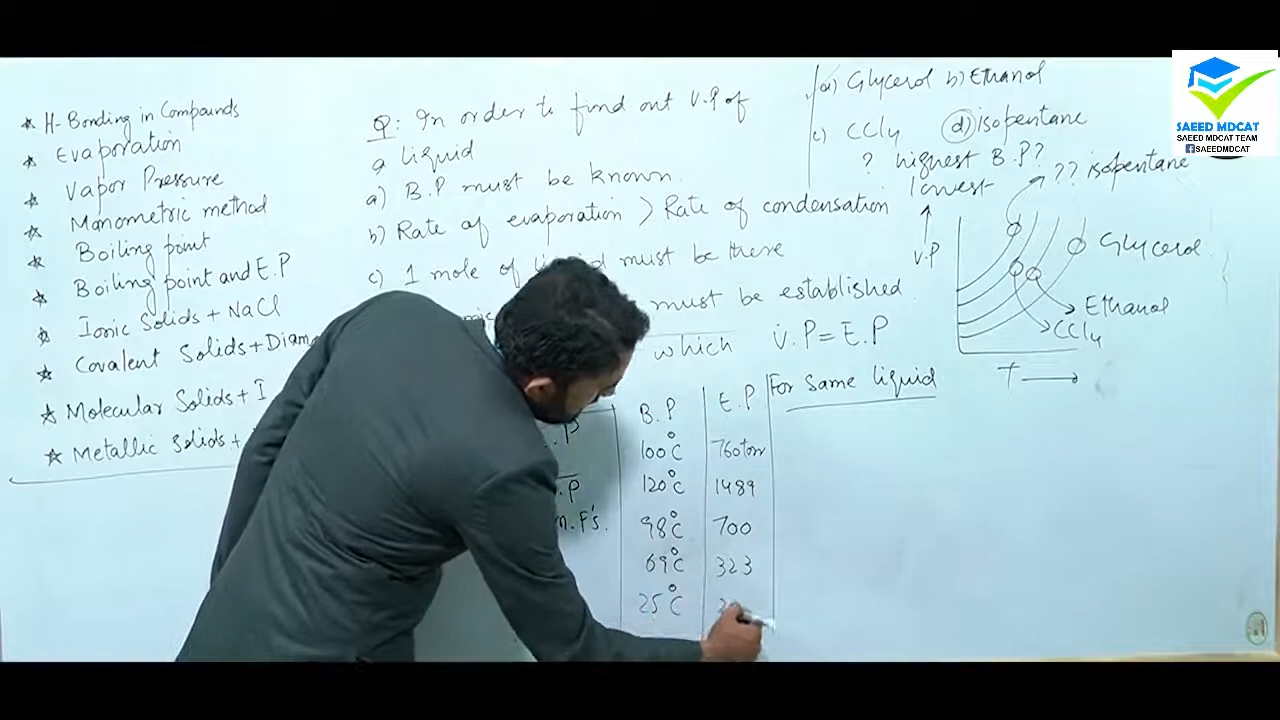 ★ H-Bonding in Compounds
★ Evaporation
★ Vapor Pressure
★ Manometric method
★ Boiling point
★ Boiling point and E.P
★ Ionic Solids + NaCl
★ Covalent Solids + Diamo
★ Molecular Solids + I
★ Metallic Solids +
Q: In order to find out V.P of
a liquid
a) B.P must be known.
b) Rate of evaporation > Rate of condensation
c) 1 mole of liquid must be there
must be established.
which V.P = E.P
B.P E.P
100°C 760torr
120°C 1489
98°C 700
69°C 323
25°C
For Same liquid
a) Glycerol b) Ethanol
c) CCl4 d) isopentane
? highest B.P?
lowest ?? isopentane
V.P
Glycerol
Ethanol
CCl4
T
SAEED MDCAT
SAEED MDCAT TEAM
f/SAEEDMDCAT